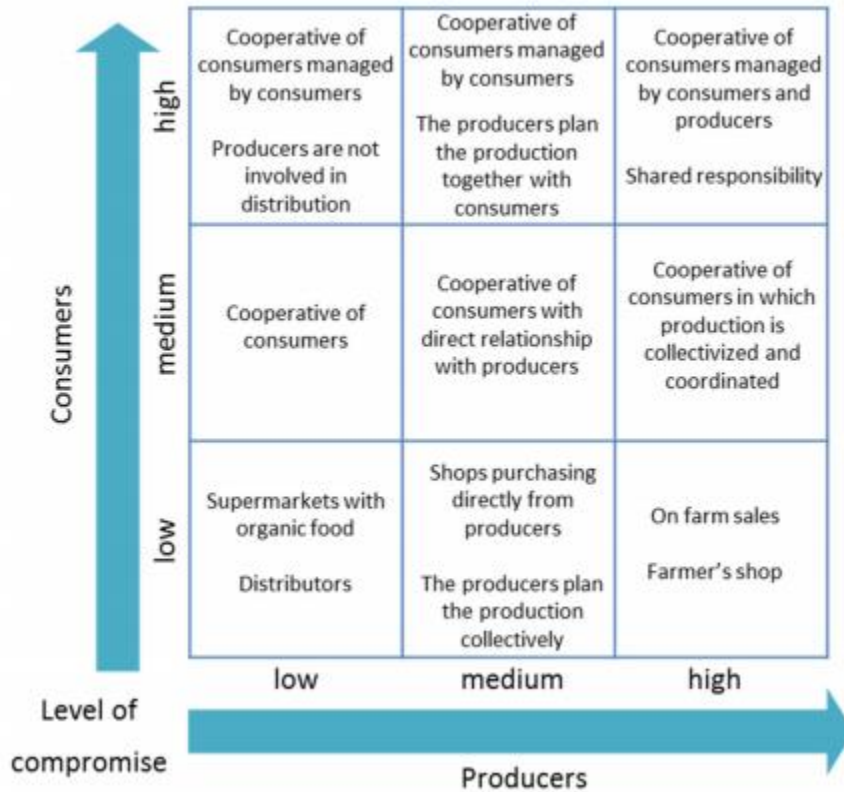 Consumers
high
medium
low
Cooperative of
consumers managed
by consumers
Producers are not
involved in
distribution
Cooperative of
consumers managed
by consumers
The producers plan
the production
together with
consumers
Cooperative of
consumers managed
by consumers and
producers
Shared responsibility
Cooperative of
consumers
Cooperative of
consumers with
direct relationship
with producers
Cooperative of
consumers in which
production is
collectivized and
coordinated
Supermarkets with
organic food
Distributors
Shops purchasing
directly from
producers
The producers plan
the production
collectively
On farm sales
Farmer's shop
low
medium
high
Level of
compromise
Producers